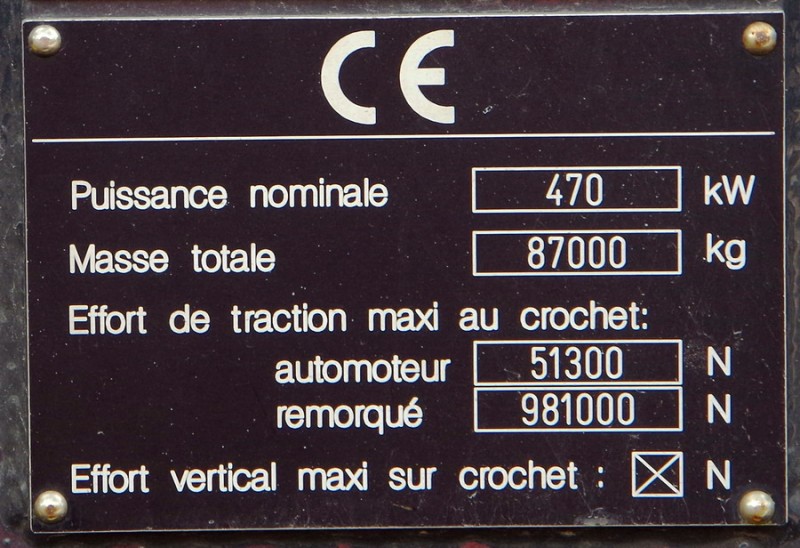 CE
Puissance nominale 470 kW
Masse totale 87000 kg
Effort de traction maxi au crochet:
automoteur 51300 N
remorqué 981000 N
Effort vertical maxi sur crochet : N